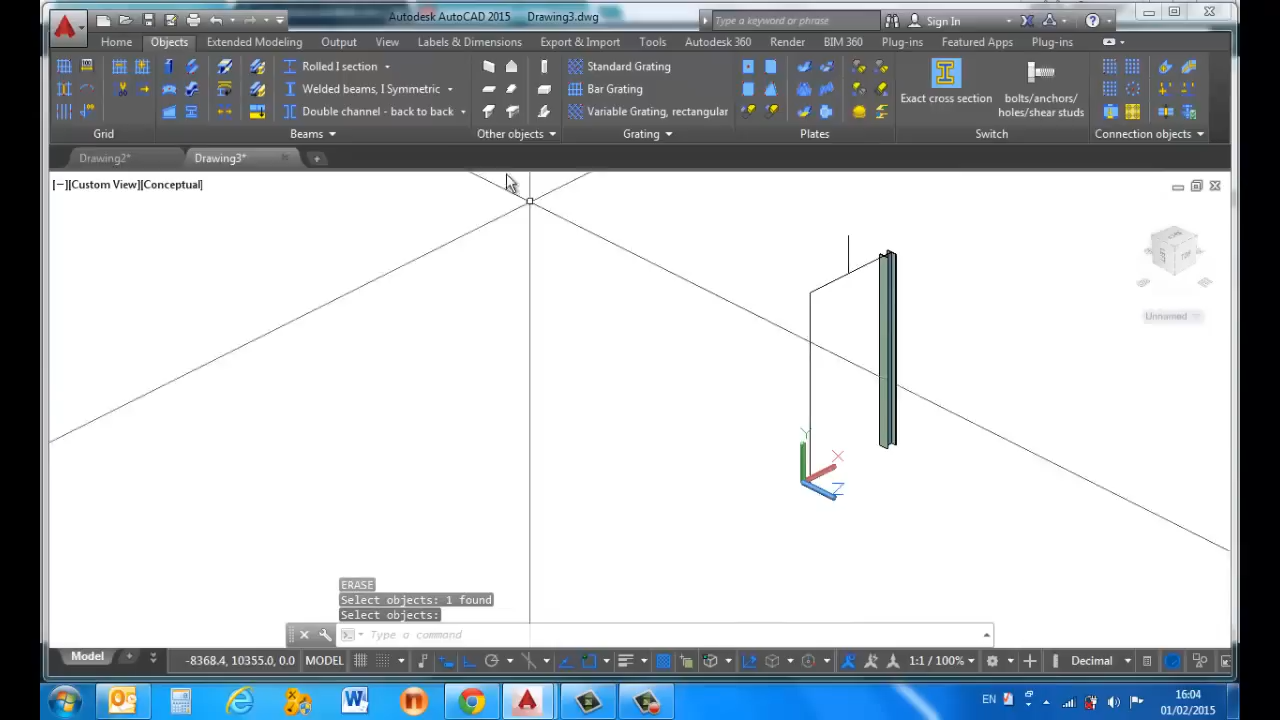 Autodesk AutoCAD 2015 Drawing3.dwg
Type a keyword or phrase
Sign In
Home Objects Extended Modeling Output View Labels & Dimensions Export & Import Tools Autodesk 360 Render BIM 360 Plug-ins Featured Apps Plug-ins
Rolled I section
Standard Grating
Welded beams, I Symmetric
Bar Grating
Exact cross section
bolts/anchors/
holes/shear studs
Double channel - back to back
Variable Grating, rectangular
Grid Beams Other objects Grating Plates Switch Connection objects
Drawing2* Drawing3*
[−][Custom View][Conceptual]
Unnamed
Y
X
Z
ERASE
Select objects: 1 found
Select objects:
Type a command
Model
-8368.4, 10355.0, 0.0 MODEL 1:1 / 100% Decimal
EN
16:04
01/02/2015